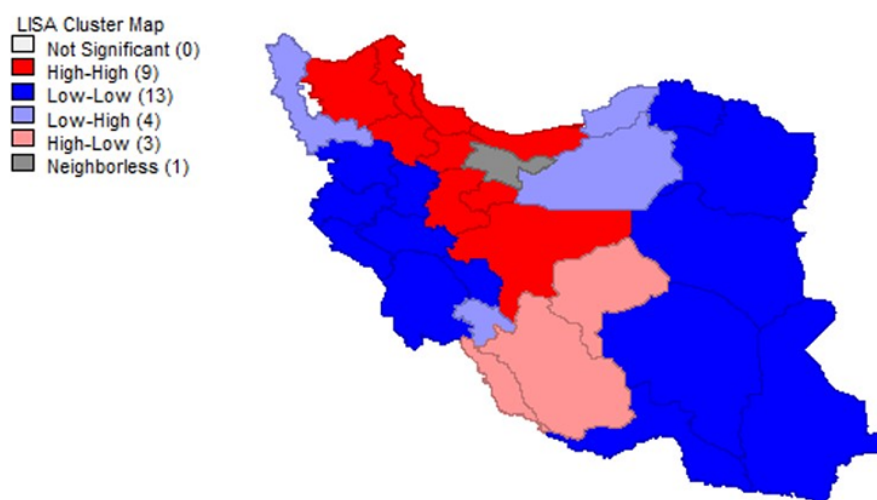 LISA Cluster Map
Not Significant (0)
High-High (9)
Low-Low (13)
Low-High (4)
High-Low (3)
Neighborless (1)